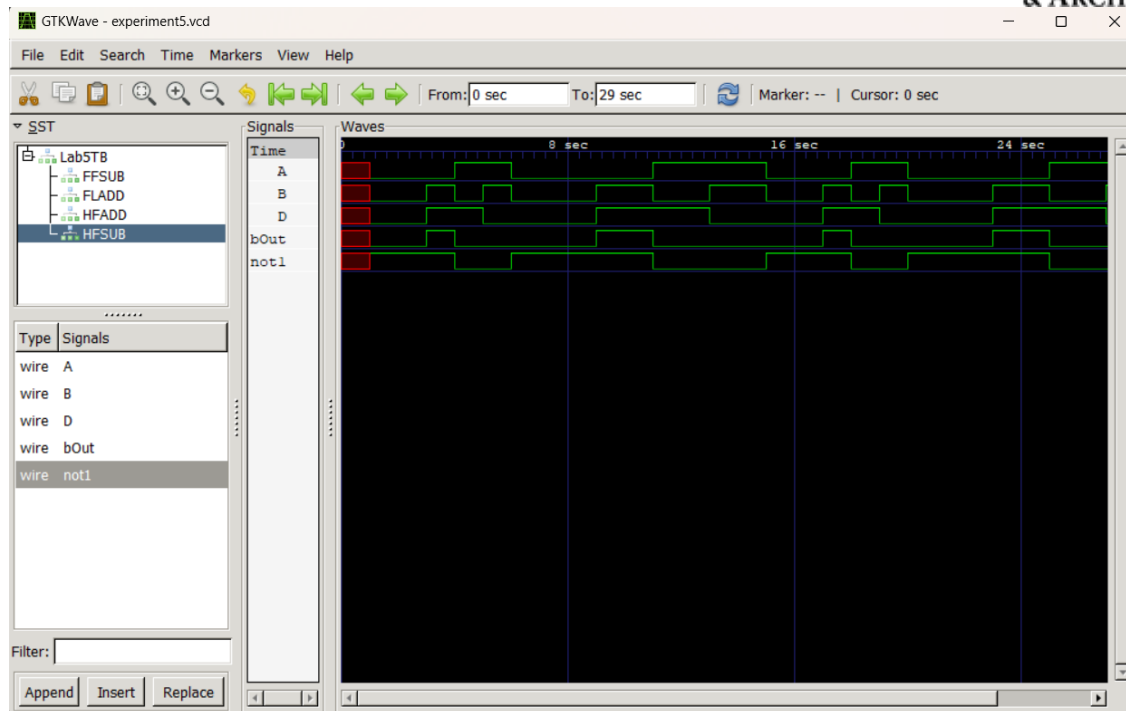 & ARCH
GTKWave - experiment5.vcd
File Edit Search Time Markers View Help
From: 0 sec To: 29 sec Marker: -- | Cursor: 0 sec
SST
Lab5TB
FFSUB
FLADD
HFADD
HFSUB
Type Signals
wire A
wire B
wire D
wire bOut
wire not1
Filter:
Append Insert Replace
Signals
Time
A
B
D
bOut
not1
Waves
0 8 sec 16 sec 24 sec